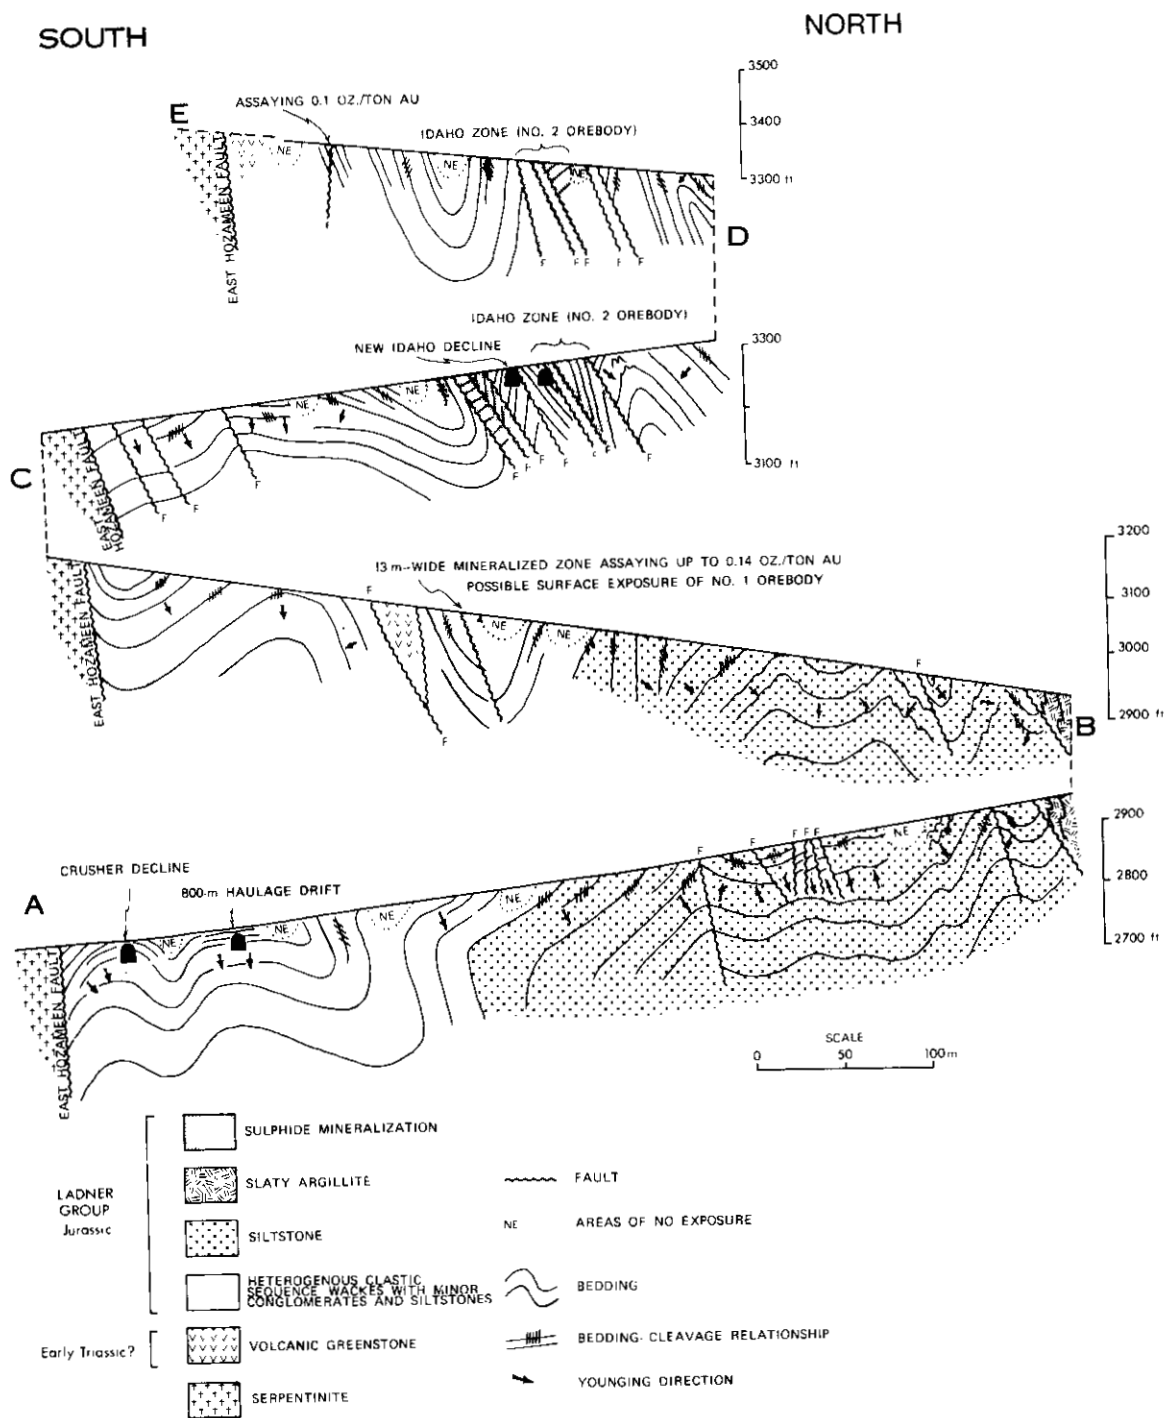 SOUTH
NORTH
3500
ASSAYING 0.1 OZ./TON AU
E
IDAHO ZONE (NO. 2 OREBODY)
3400
NE
NE
NE
3300 ft
EAST HOZAMEEN FAULT
D
F
F F
F
F
IDAHO ZONE (NO. 2 OREBODY)
NEW IDAHO DECLINE
3300
NE
NE
C
EAST HOZAMEEN FAULT
F
F
F
F
F
F
F
F
F
3100 ft
3200
13 m-WIDE MINERALIZED ZONE ASSAYING UP TO 0.14 OZ./TON AU
POSSIBLE SURFACE EXPOSURE OF NO. 1 OREBODY
F
3100
NE
NE
3000
F
EAST HOZAMEEN FAULT
2900 ft
B
F
F
2900
F
F
F F F
NE
CRUSHER DECLINE
2800
A
800-m HAULAGE DRIFT
NE
NE
NE
NE
2700 ft
EAST HOZAMEEN FAULT
SCALE
0
50
100 m
SULPHIDE MINERALIZATION
SLATY ARGILLITE
FAULT
LADNER
GROUP
Jurassic
SILTSTONE
NE
AREAS OF NO EXPOSURE
HETEROGENOUS CLASTIC
SEQUENCE WACKES WITH MINOR
CONGLOMERATES AND SILTSTONES
BEDDING
Early Triassic?
VOLCANIC GREENSTONE
BEDDING-CLEAVAGE RELATIONSHIP
SERPENTINITE
YOUNGING DIRECTION